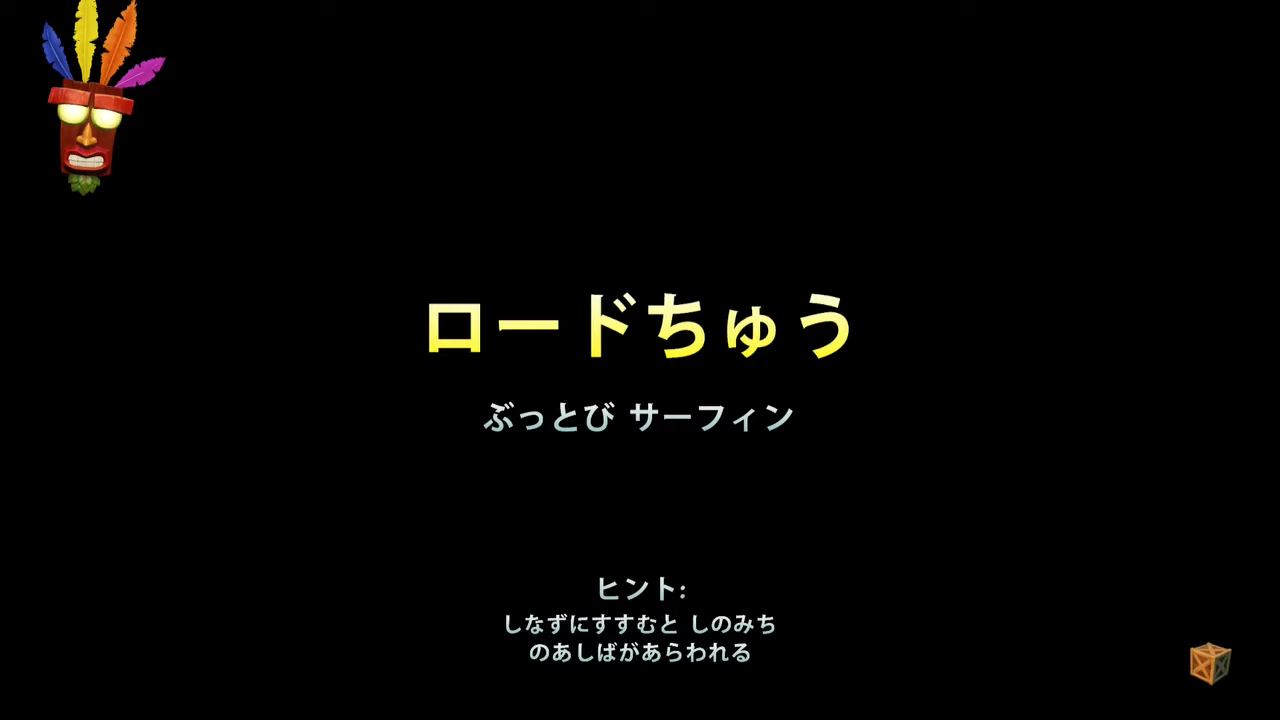 ロードちゅう
ぶっとび サーフィン
ヒント:
しなずにすすむと しのみち
のあしばがあらわれる